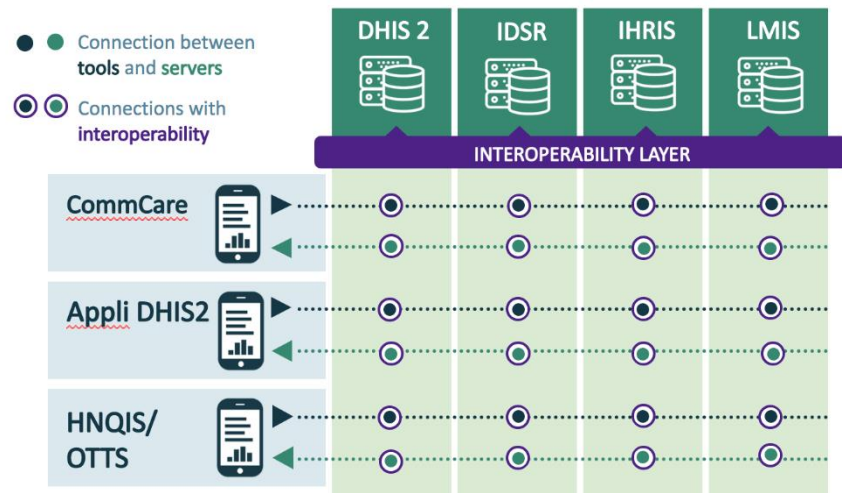 Connection between
tools and servers
Connections with
interoperability
DHIS 2
IDSR
IHRIS
LMIS
INTEROPERABILITY LAYER
CommCare
Appli DHIS2
HNQIS/
OTTS